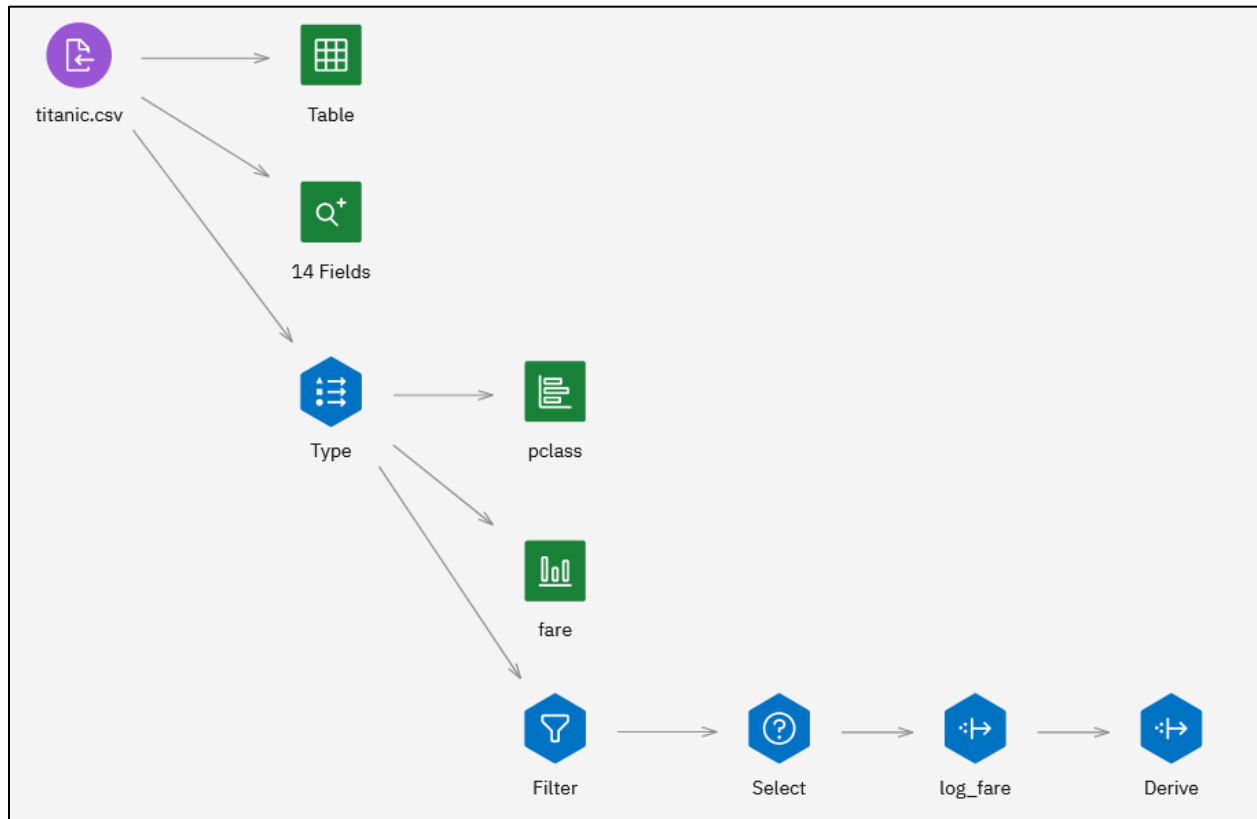 titanic.csv
Table
14 Fields
Type
pclass
fare
Filter
Select
log_fare
Derive